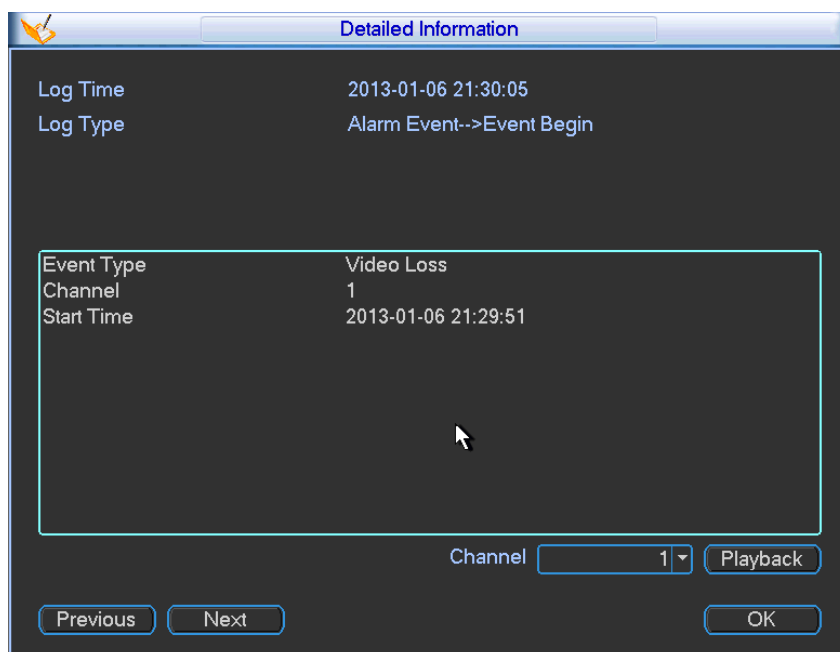 Detailed Information
Log Time 2013-01-06 21:30:05
Log Type Alarm Event-->Event Begin
Event Type Video Loss
Channel 1
Start Time 2013-01-06 21:29:51
Channel 1 Playback
Previous Next OK